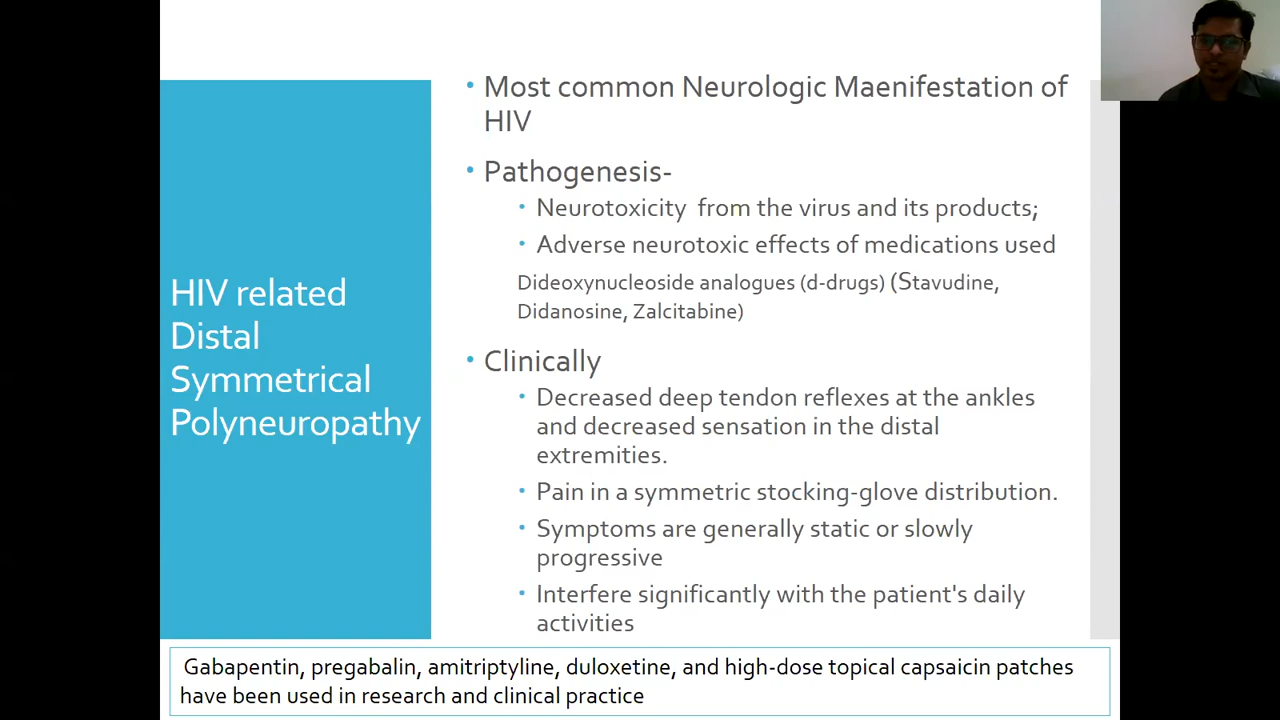 HIV related
Distal
Symmetrical
Polyneuropathy
• Most common Neurologic Maenifestation of
HIV
• Pathogenesis-
• Neurotoxicity from the virus and its products;
• Adverse neurotoxic effects of medications used
Dideoxynucleoside analogues (d-drugs) (Stavudine,
Didanosine, Zalcitabine)
• Clinically
• Decreased deep tendon reflexes at the ankles
and decreased sensation in the distal
extremities.
• Pain in a symmetric stocking-glove distribution.
• Symptoms are generally static or slowly
progressive
• Interfere significantly with the patient's daily
activities
Gabapentin, pregabalin, amitriptyline, duloxetine, and high-dose topical capsaicin patches
have been used in research and clinical practice